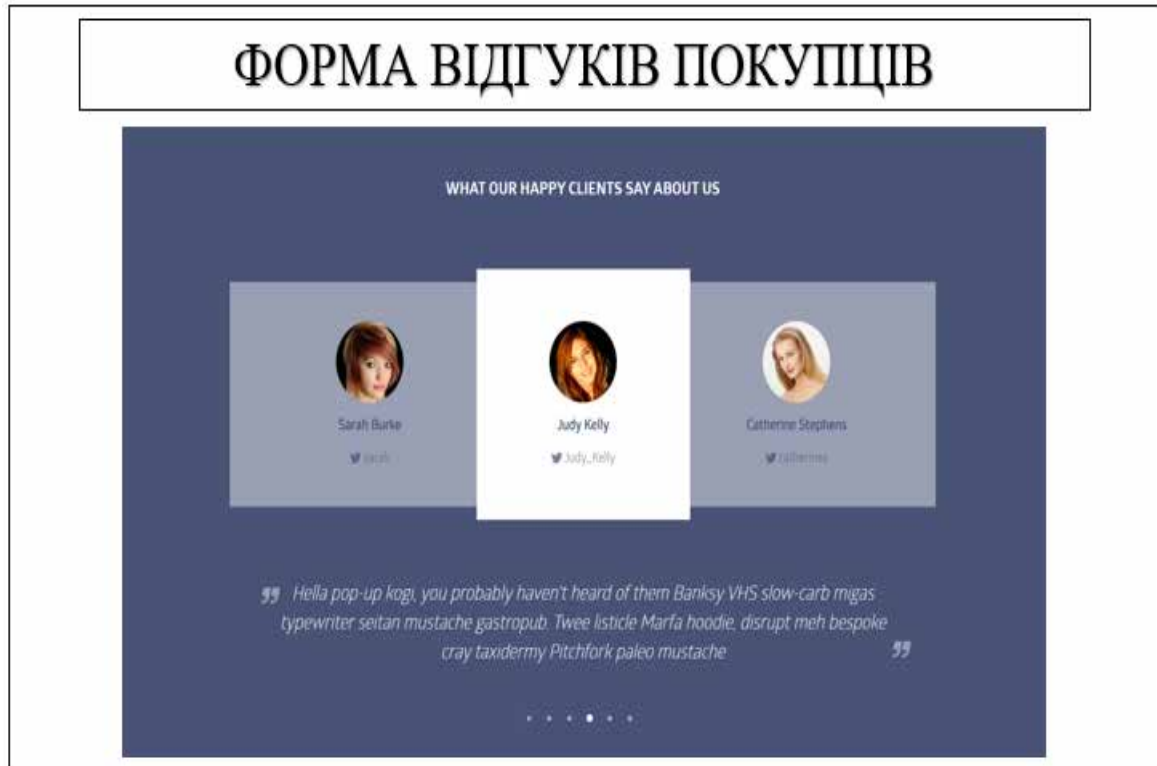 ФОРМА ВІДГУКІВ ПОКУПЦІВ
WHAT OUR HAPPY CLIENTS SAY ABOUT US
Sarah Burke
Judy Kelly
Catherine Stephens
sarah
Judy_Kelly
” Hella pop-up kogi, you probably haven't heard of them Banksy VHS slow-carb migas
typewriter seitan mustache gastropub. Twee listicle Marfa hoodie, disrupt meh bespoke
cray taxidermy Pitchfork paleo mustache ”